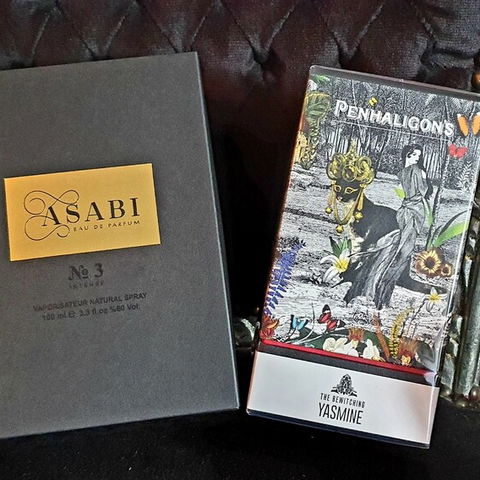 ASABI
EAU DE PARFUM
№ 3
INTENSE
VAPORISATEUR NATURAL SPRAY
100 ml ℮ 3.3 fl oz %80 Vol.
PENHALIGON'S
THE BEWITCHING
YASMINE